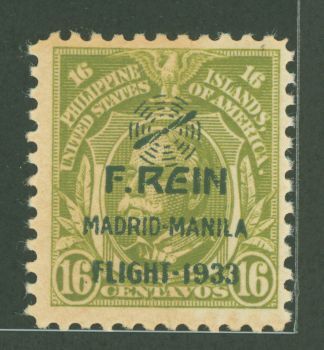 16 PHILIPPINE ISLANDS 16
UNITED STATES OF AMERICA.
F. REIN
MADRID-MANILA
FLIGHT-1933
16 CENTAVOS 16